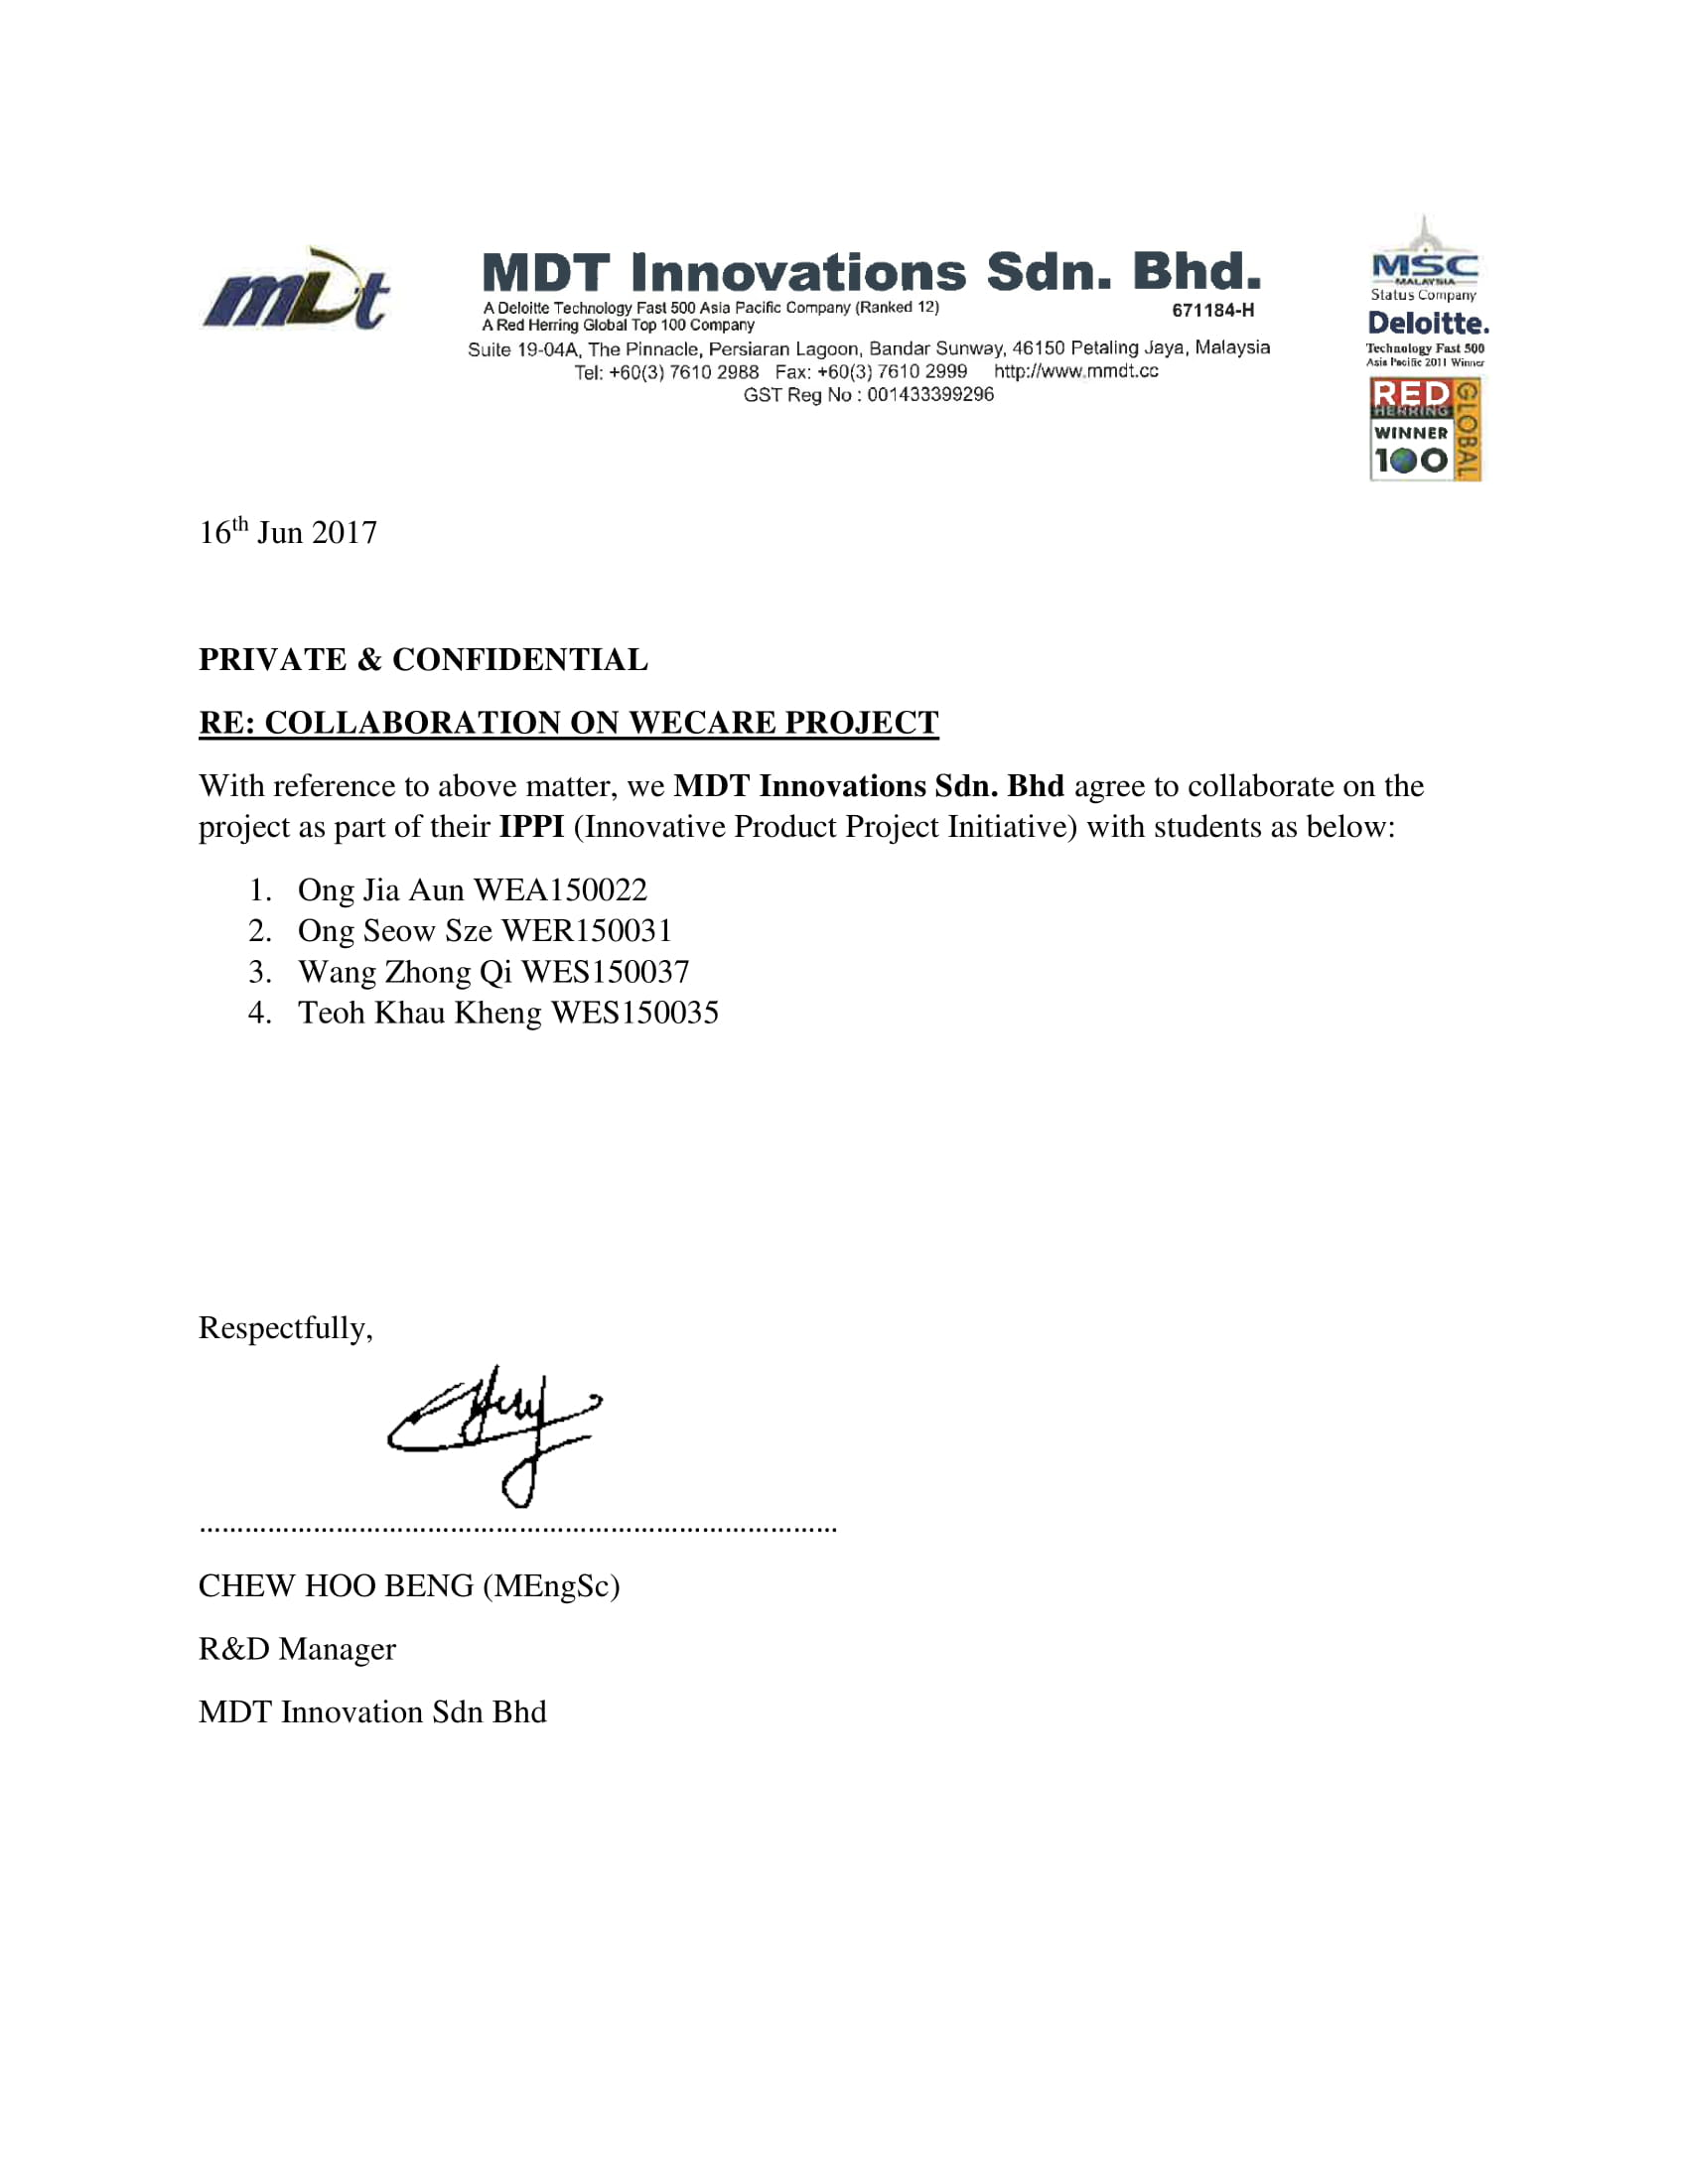 mDt
MDT Innovations Sdn. Bhd.
A Deloitte Technology Fast 500 Asia Pacific Company (Ranked 12)
671184-H
A Red Herring Global Top 100 Company
Suite 19-04A, The Pinnacle, Persiaran Lagoon, Bandar Sunway, 46150 Petaling Jaya, Malaysia
Tel: +60(3) 7610 2988 Fax: +60(3) 7610 2999 http://www.mmdt.cc
GST Reg No : 001433399296
MSC
MALAYSIA
Status Company
Deloitte.
Technology Fast 500
Asia Pacific 2011 Winner
RED
HERRING
WINNER
100
GLOBAL
16th Jun 2017
PRIVATE & CONFIDENTIAL
RE: COLLABORATION ON WECARE PROJECT
With reference to above matter, we MDT Innovations Sdn. Bhd agree to collaborate on the
project as part of their IPPI (Innovative Product Project Initiative) with students as below:
1. Ong Jia Aun WEA150022
2. Ong Seow Sze WER150031
3. Wang Zhong Qi WES150037
4. Teoh Khau Kheng WES150035
Respectfully,
CHEW HOO BENG (MEngSc)
R&D Manager
MDT Innovation Sdn Bhd